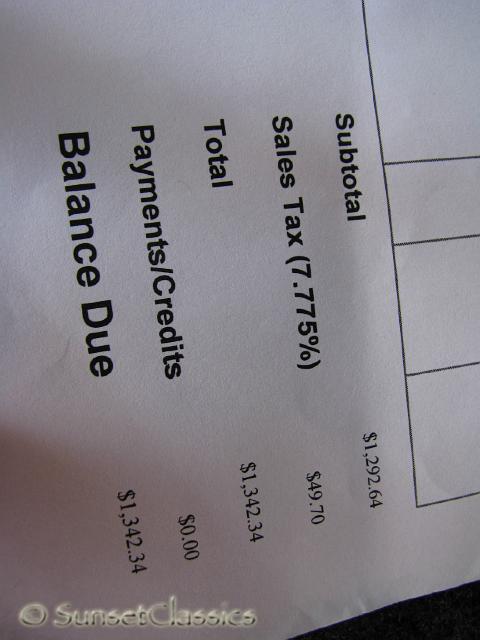 Subtotal $1,292.64
Sales Tax (7.775%) $49.70
Total $1,342.34
Payments/Credits $0.00
Balance Due $1,342.34
© SunsetClassics